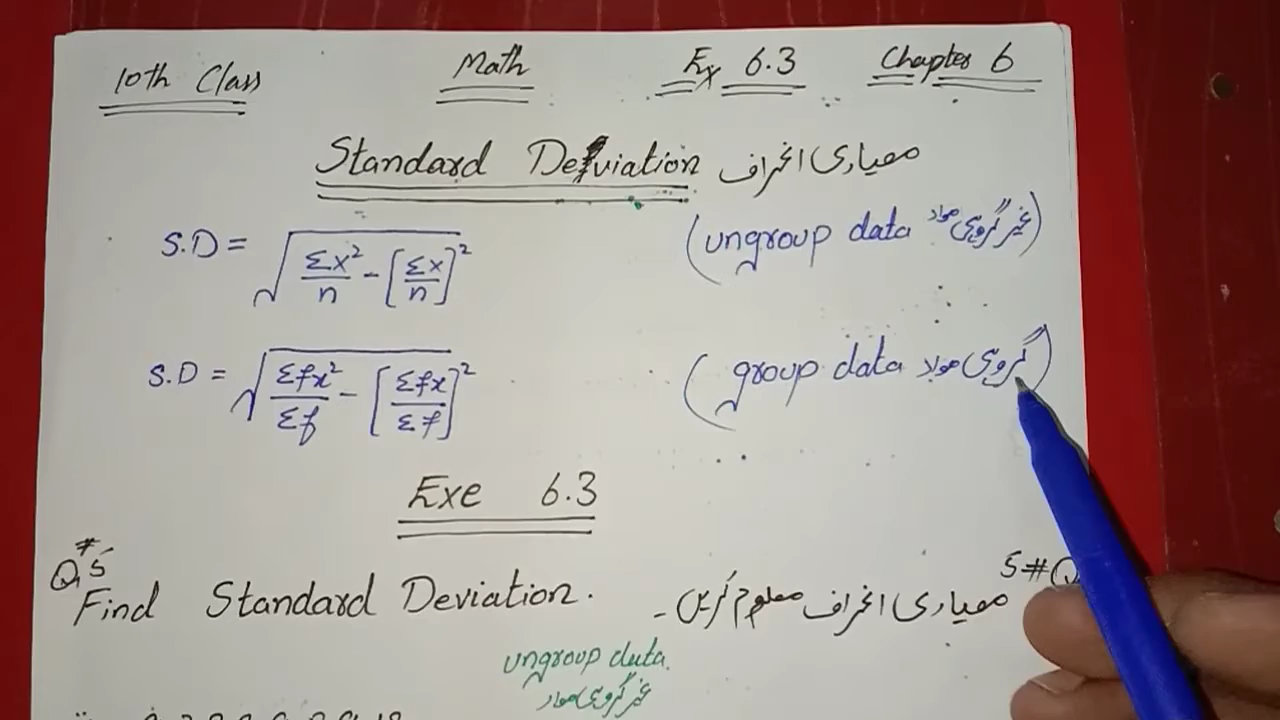 10th Class Math Ex 6.3 Chapter 6
Standard Deviation معیاری انحراف
S.D = √(Σx²/n − [Σx/n]²) (ungroup data غیر گروہی مواد)
S.D = √(Σfx²/Σf − [Σfx/Σf]²) (group data گروہی مواد)
Exe 6.3
Q#5 Find Standard Deviation. معیاری انحراف معلوم کریں۔ 5#Q
ungroup data.
غیر گروہی مواد